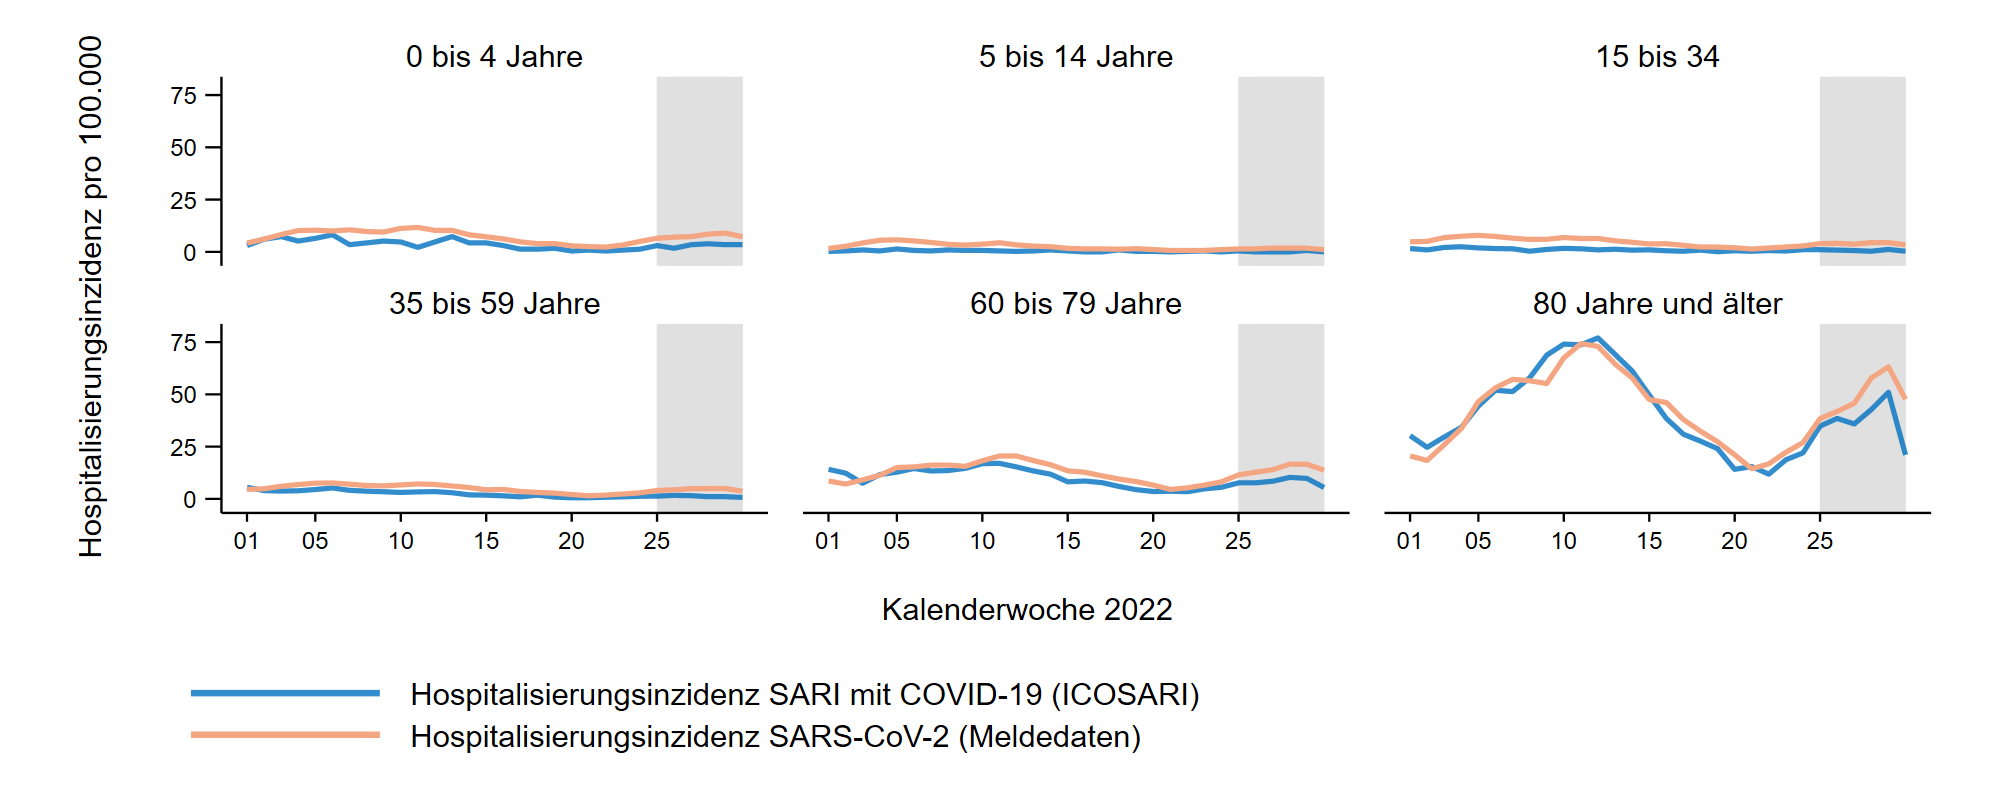 Hospitalisierungsinzidenz pro 100.000
0 bis 4 Jahre
5 bis 14 Jahre
15 bis 34
75
50
25
0
35 bis 59 Jahre
60 bis 79 Jahre
80 Jahre und älter
75
50
25
0
01 05 10 15 20 25
01 05 10 15 20 25
01 05 10 15 20 25
Kalenderwoche 2022
Hospitalisierungsinzidenz SARI mit COVID-19 (ICOSARI)
Hospitalisierungsinzidenz SARS-CoV-2 (Meldedaten)